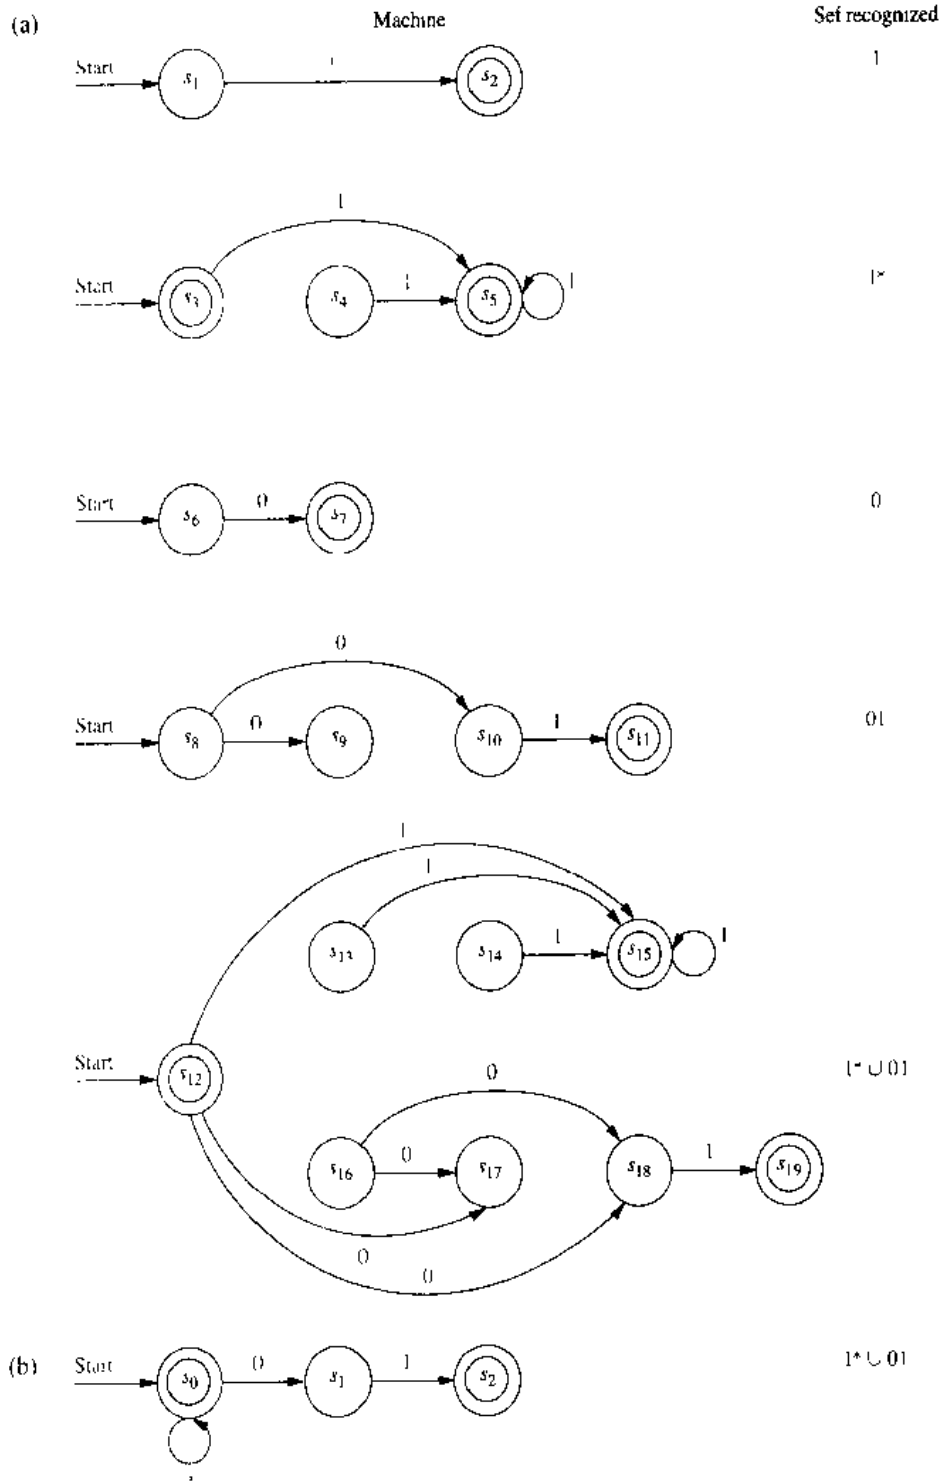 (a)
Machine
Set recognized
Start
s1
s2
1
1
Start
s3
s4
1
s5
1
1*
Start
s6
0
s7
0
0
Start
s8
0
s9
s10
1
s11
01
1
1
s13
s14
1
s15
1
Start
s12
1* ∪ 01
0
s16
0
s17
s18
1
s19
0
0
(b)
Start
s0
0
s1
1
s2
1* ∪ 01